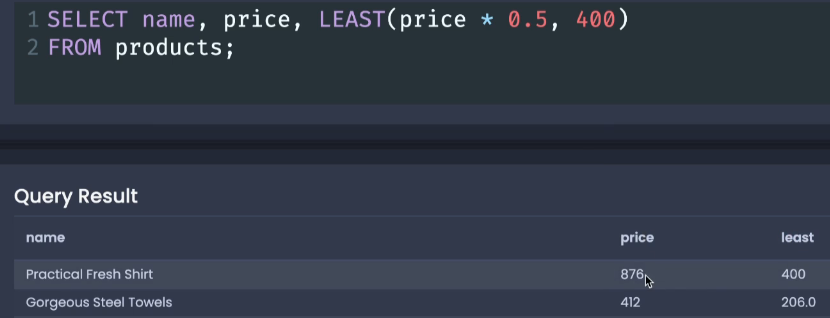 1 SELECT name, price, LEAST(price * 0.5, 400)
2 FROM products;
Query Result
name price least
Practical Fresh Shirt 876 400
Gorgeous Steel Towels 412 206.0